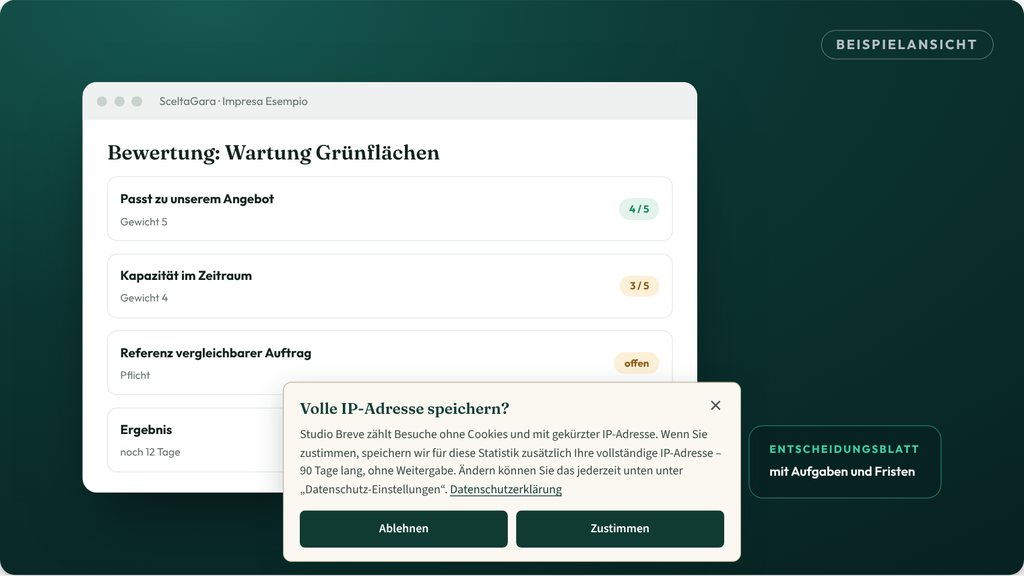 BEISPIELANSICHT
SceltaGara · Impresa Esempio
Bewertung: Wartung Grünflächen
Passt zu unserem Angebot
Gewicht 5
4 / 5
Kapazität im Zeitraum
Gewicht 4
3 / 5
Referenz vergleichbarer Auftrag
Pflicht
offen
Ergebnis
noch 12 Tage
Volle IP-Adresse speichern?
Studio Breve zählt Besuche ohne Cookies und mit gekürzter IP-Adresse. Wenn Sie
zustimmen, speichern wir für diese Statistik zusätzlich Ihre vollständige IP-Adresse –
90 Tage lang, ohne Weitergabe. Ändern können Sie das jederzeit unten unter
„Datenschutz-Einstellungen“. Datenschutzerklärung
Ablehnen
Zustimmen
ENTSCHEIDUNGSBLATT
mit Aufgaben und Fristen